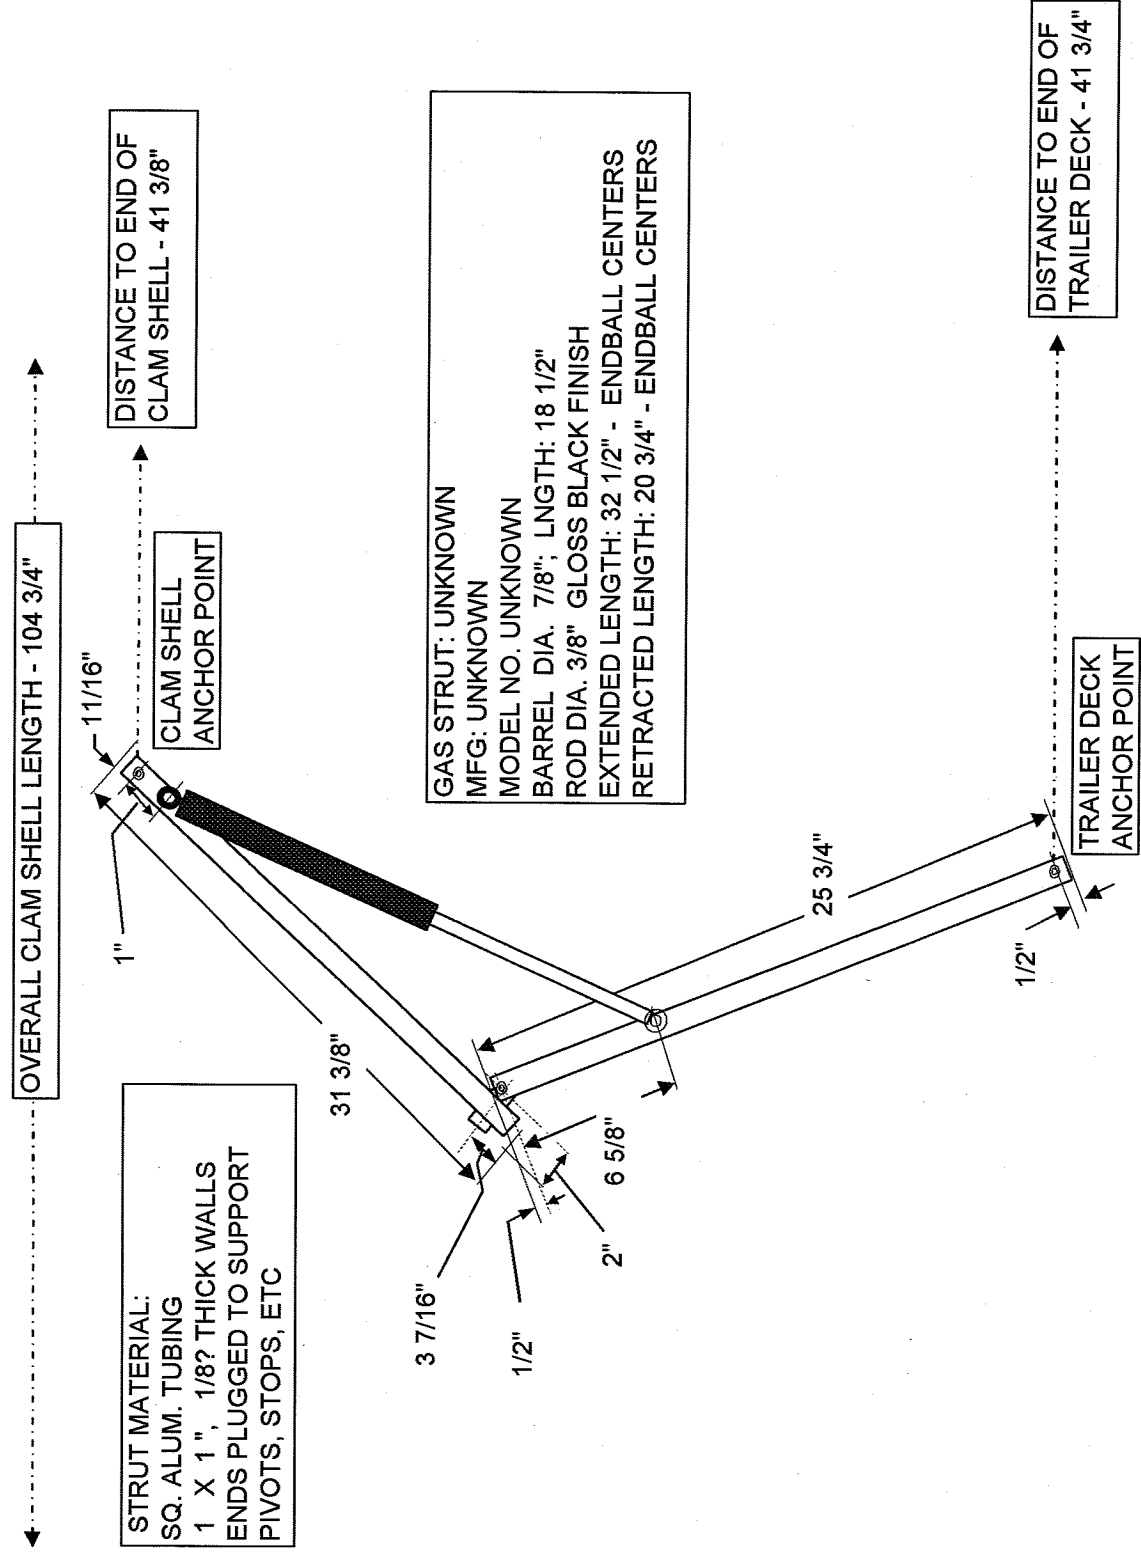 OVERALL CLAM SHELL LENGTH - 104 3/4"
11/16"
DISTANCE TO END OF
CLAM SHELL - 41 3/8"
1"
CLAM SHELL
ANCHOR POINT
STRUT MATERIAL:
SQ. ALUM. TUBING
1 X 1 ", 1/8? THICK WALLS
ENDS PLUGGED TO SUPPORT
PIVOTS, STOPS, ETC
31 3/8"
GAS STRUT: UNKNOWN
MFG: UNKNOWN
MODEL NO. UNKNOWN
BARREL DIA. 7/8"; LNGTH: 18 1/2"
ROD DIA. 3/8" GLOSS BLACK FINISH
EXTENDED LENGTH: 32 1/2" - ENDBALL CENTERS
RETRACTED LENGTH: 20 3/4" - ENDBALL CENTERS
3 7/16"
1/2"
2"
6 5/8"
25 3/4"
1/2"
DISTANCE TO END OF
TRAILER DECK - 41 3/4"
TRAILER DECK
ANCHOR POINT